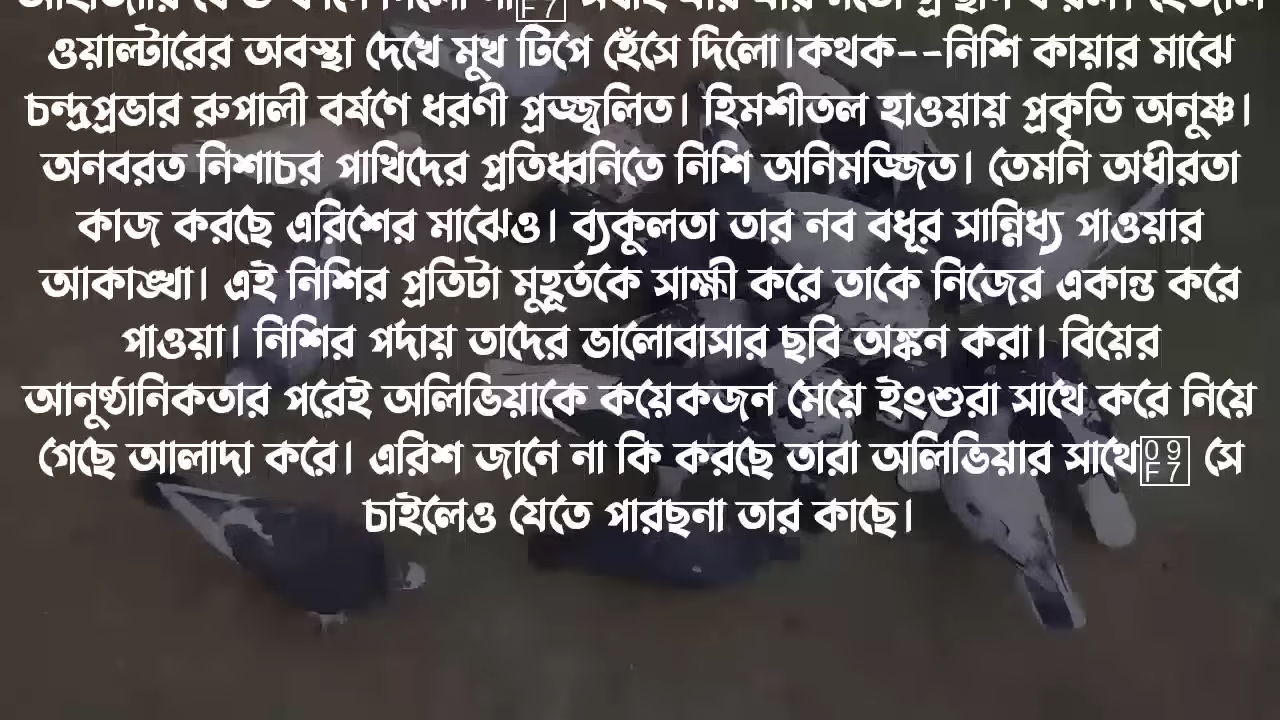 ওয়াল্টারের অবস্থা দেখে মুখ টিপে হেঁসে দিলো।কথক--নিশি কায়ার মাঝে
চন্দ্রপ্রভার রুপালী বর্ষণে ধরণী প্রজ্জ্বলিত। হিমশীতল হাওয়ায় প্রকৃতি অনুষ্ণ।
অনবরত নিশাচর পাখিদের প্রতিধ্বনিতে নিশি অনিমজ্জিত। তেমনি অধীরতা
কাজ করছে এরিশের মাঝেও। ব্যকুলতা তার নব বধূর সান্নিধ্য পাওয়ার
আকাঙ্খা। এই নিশির প্রতিটা মুহূর্তকে সাক্ষী করে তাকে নিজের একান্ত করে
পাওয়া। নিশির পর্দায় তাদের ভালোবাসার ছবি অঙ্কন করা। বিয়ের
আনুষ্ঠানিকতার পরেই অলিভিয়াকে কয়েকজন মেয়ে ইংশুরা সাথে করে নিয়ে
গেছে আলাদা করে। এরিশ জানে না কি করছে তারা অলিভিয়ার সাথে৷ সে
চাইলেও যেতে পারছনা তার কাছে।